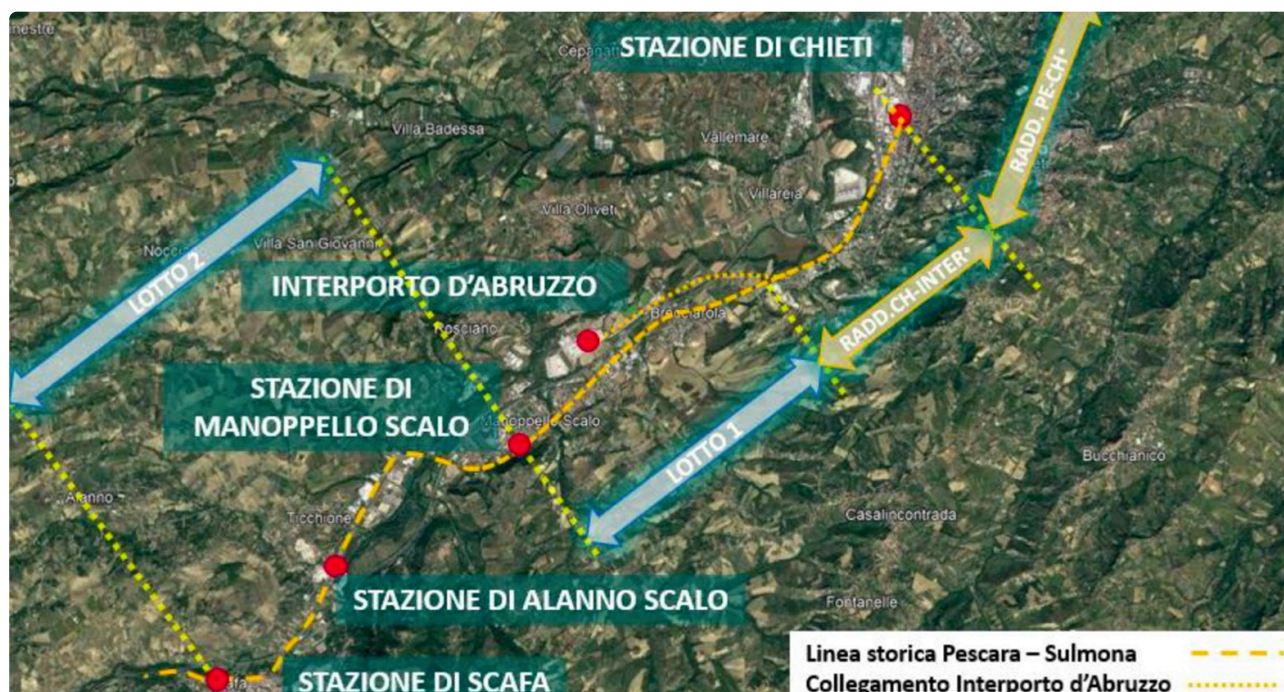 STAZIONE DI CHIETI
Villa Badessa
Vallemare
RADD. PE-CH*
Villareia
Villa Oliveti
LOTTO 2
Villa San Giovanni
INTERPORTO D'ABRUZZO
RADD.CH-INTER*
Brecciarola
Rosciano
STAZIONE DI
MANOPPELLO SCALO
Manoppello Scalo
LOTTO 1
Bucchianico
Alanno
Ticchione
Casalincontrada
STAZIONE DI ALANNO SCALO
Fontanelle
STAZIONE DI SCAFA
Linea storica Pescara – Sulmona
Collegamento Interporto d'Abruzzo